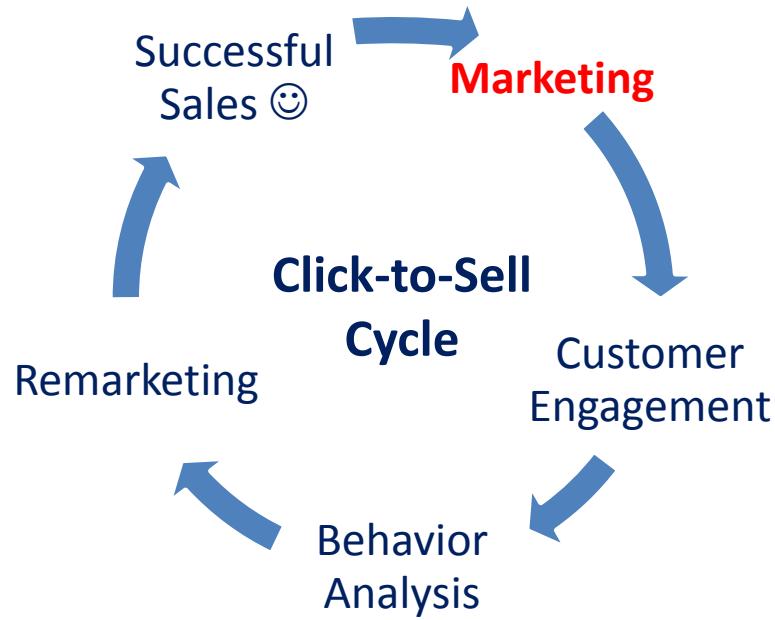 Successful
Sales ☺
Marketing
Click-to-Sell
Cycle
Customer
Engagement
Remarketing
Behavior
Analysis